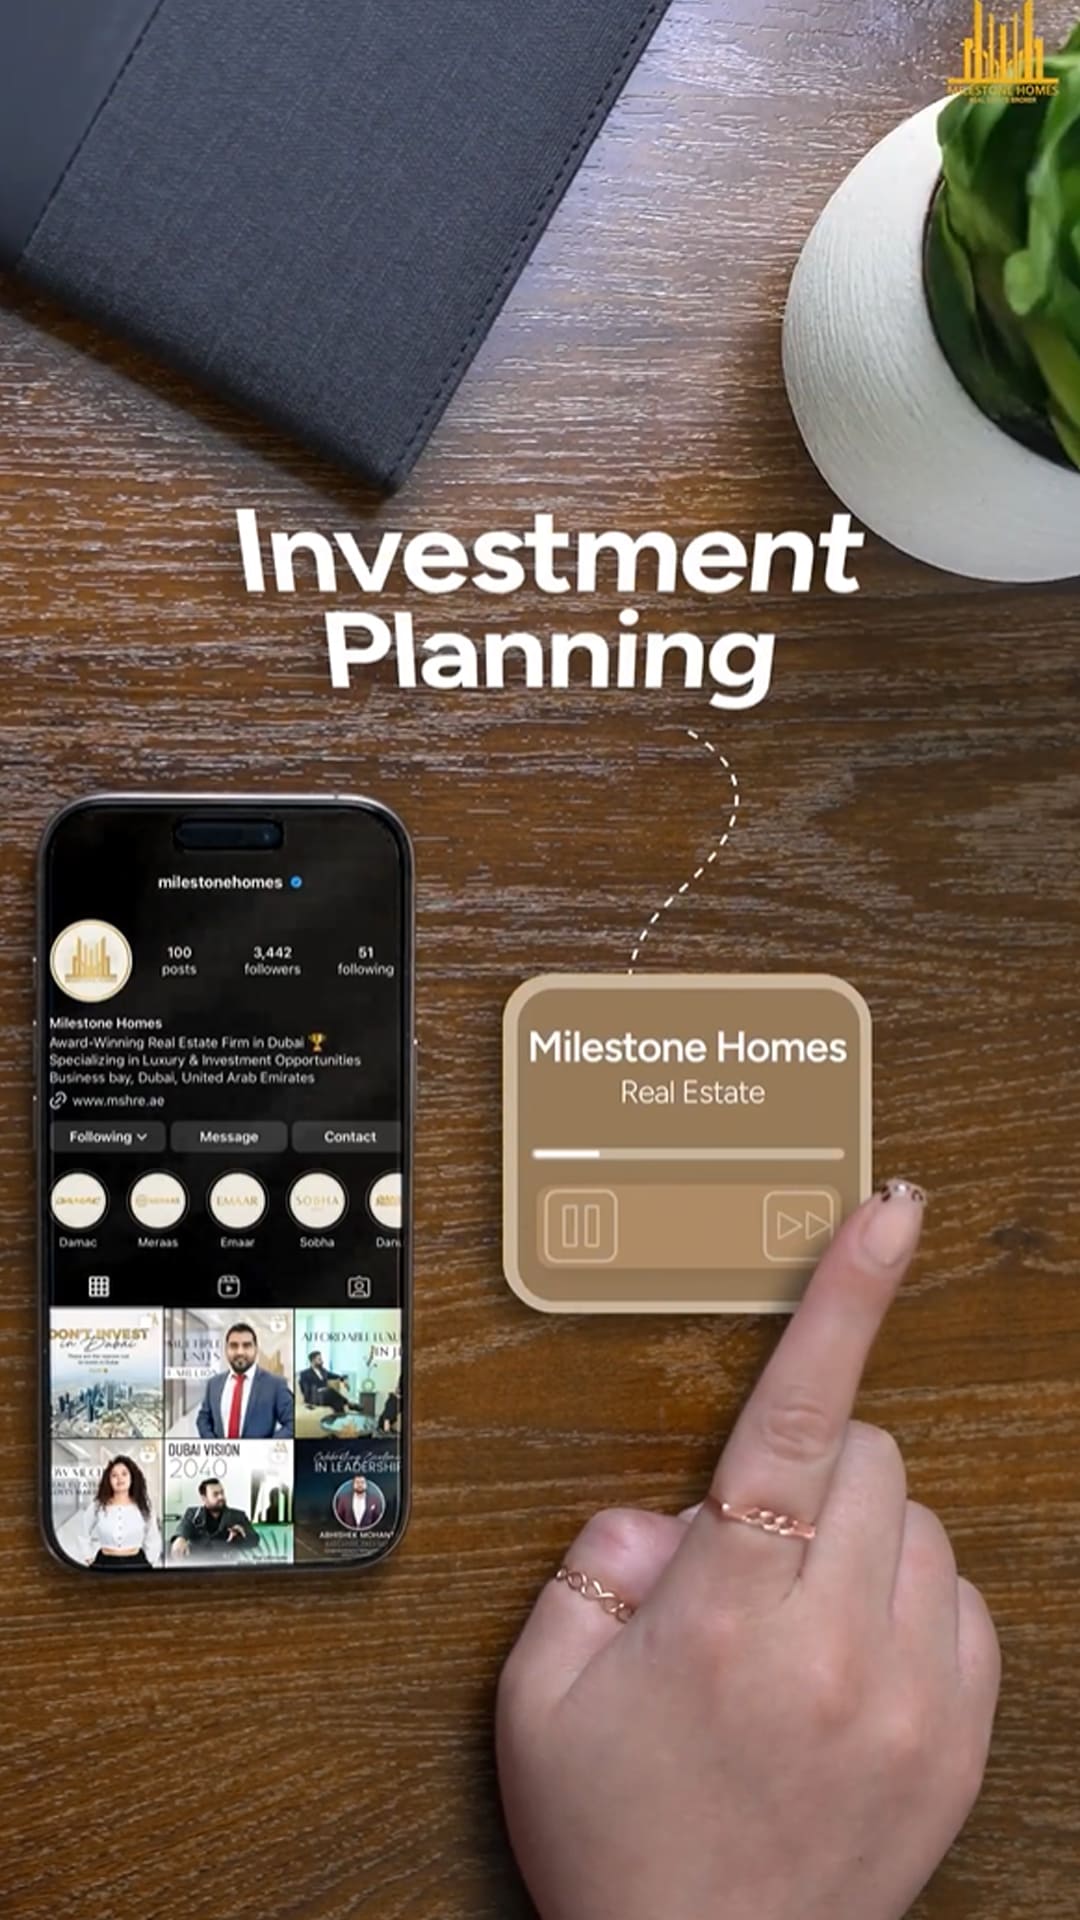 MILESTONE HOMES
REAL ESTATE BROKER
Investment
Planning
milestonehomes
100
posts
3,442
followers
51
following
Milestone Homes
Award-Winning Real Estate Firm in Dubai 🏆
Specializing in Luxury & Investment Opportunities
Business bay, Dubai, United Arab Emirates
www.mshre.ae
Following
Message
Contact
DAMAC
MERAAS
EMAAR
SOBHA
Damac
Meraas
Emaar
Sobha
Danu
DON'T INVEST
in Dubai
MULTIPLE
UNITS
AFFORDABLE LUXU
IN J
DUBAI VISION
2040
IN LEADERSHIP
ABHISHEK MOHAN
Milestone Homes
Real Estate